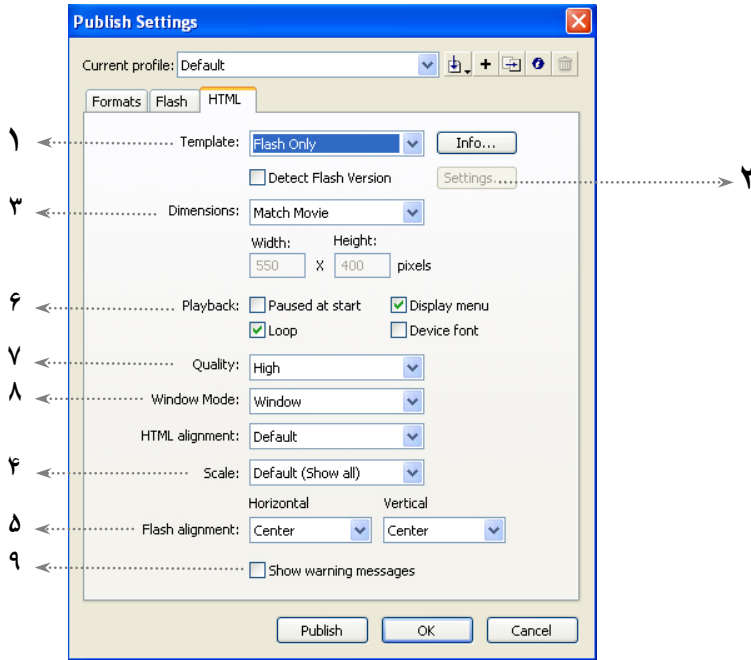 Publish Settings
Current profile: Default
Formats Flash HTML
۱ Template: Flash Only Info...
Detect Flash Version Settings... ۲
۳ Dimensions: Match Movie
Width: Height:
550 X 400 pixels
۶ Playback: Paused at start Display menu
Loop Device font
۷ Quality: High
۸ Window Mode: Window
HTML alignment: Default
۴ Scale: Default (Show all)
Horizontal Vertical
۵ Flash alignment: Center Center
۹ Show warning messages
Publish OK Cancel